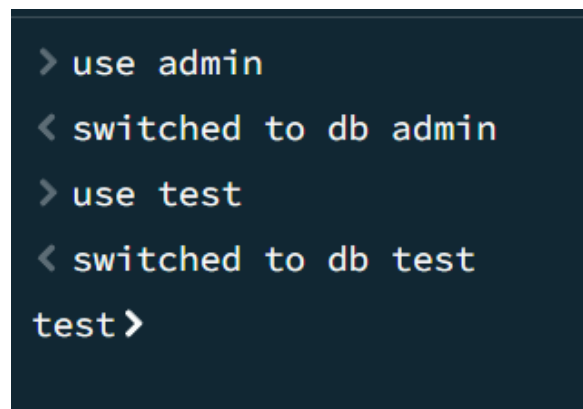 > use admin
< switched to db admin
> use test
< switched to db test
test>